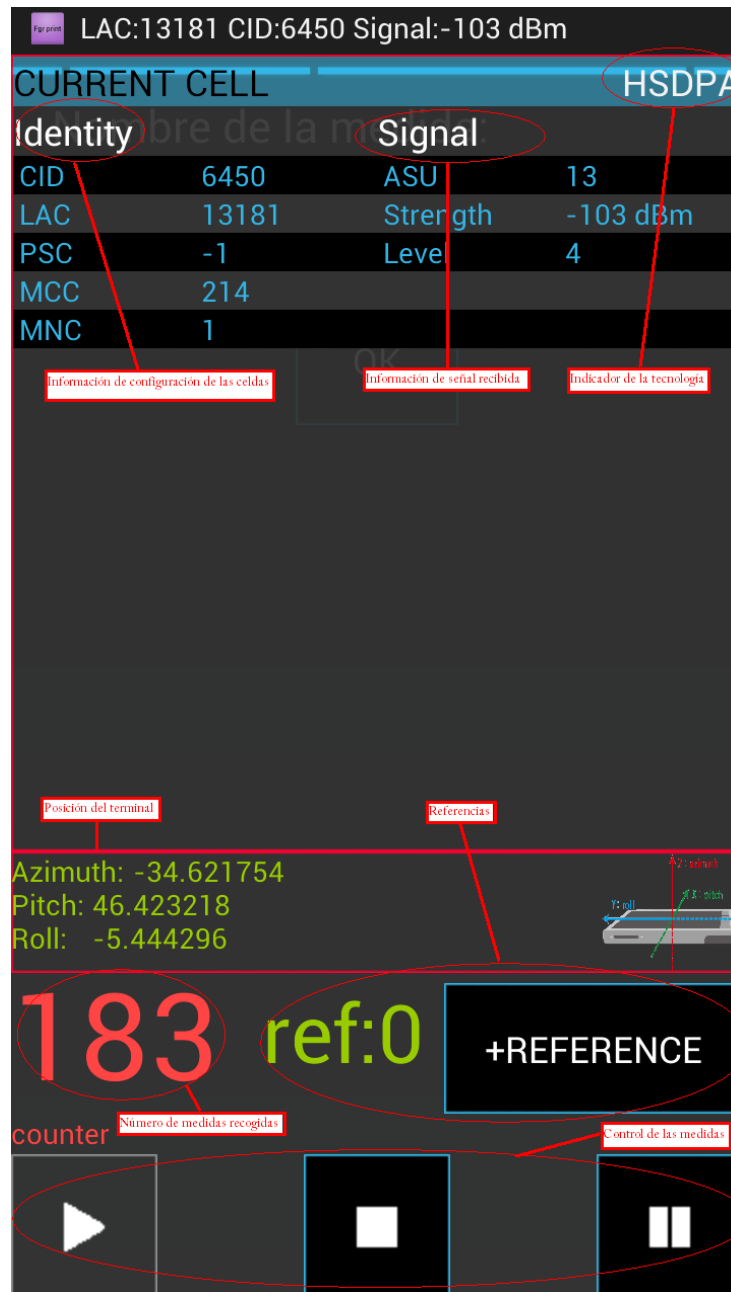 Fgr print LAC:13181 CID:6450 Signal:-103 dBm
CURRENT CELL HSDPA
Nombre de la medida:
Identity Signal
CID 6450 ASU 13
LAC 13181 Strength -103 dBm
PSC -1 Level 4
MCC 214
MNC 1
OK
Información de configuración de las celdas
Información de señal recibida
Indicador de la tecnología
Posición del terminal
Referencias
Azimuth: -34.621754
Pitch: 46.423218
Roll: -5.444296
Z: azimuth
X: pitch
Y: roll
183 ref:0 +REFERENCE
counter
Número de medidas recogidas
Control de las medidas